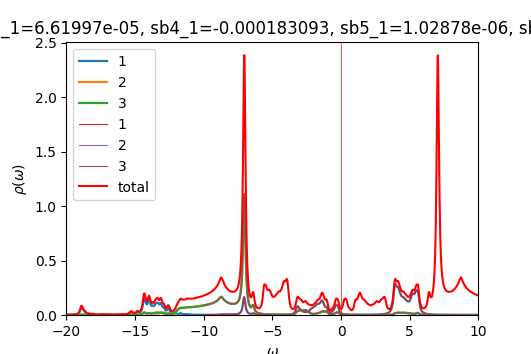 _1=6.61997e-05, sb4_1=-0.000183093, sb5_1=1.02878e-06, sb
2.5
2.0
1.5
1.0
0.5
0.0
ρ(ω)
1
2
3
1
2
3
total
−20 −15 −10 −5 0 5 10
ω